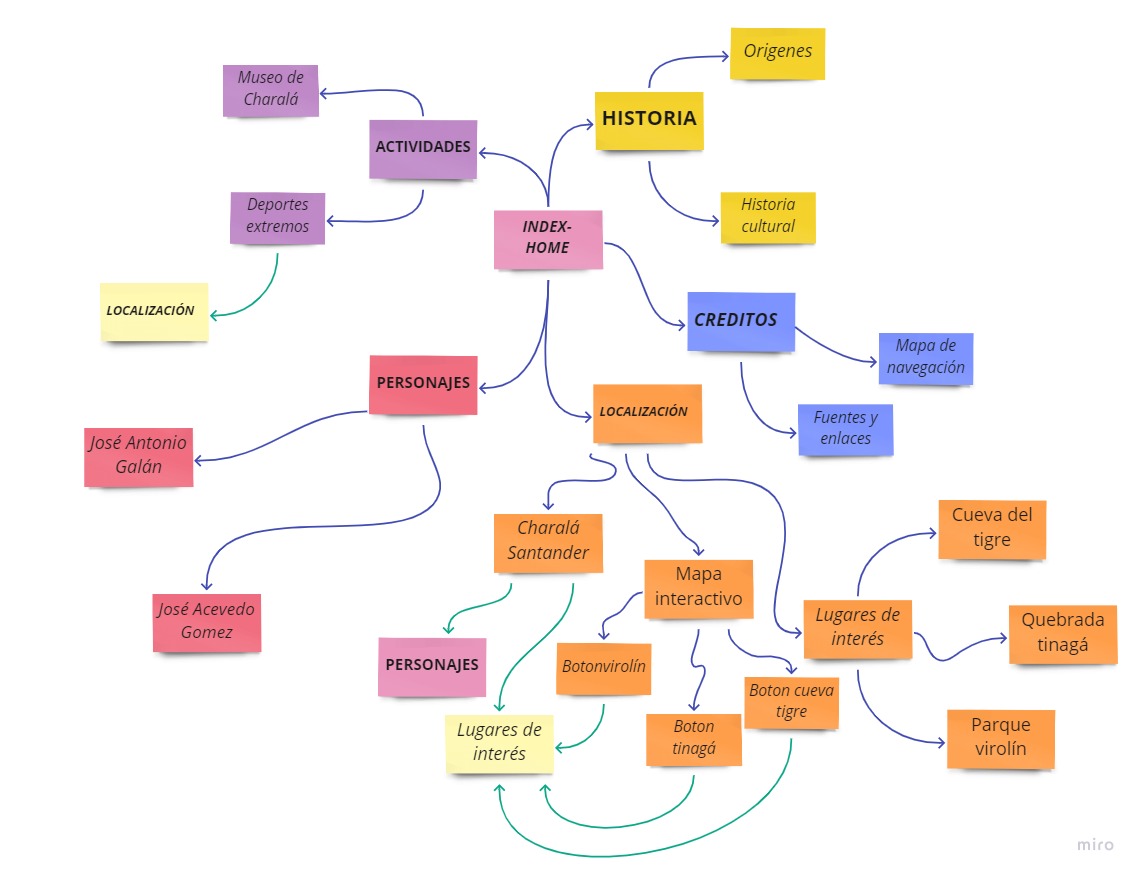 Origenes
Museo de
Charalá
HISTORIA
ACTIVIDADES
Deportes
extremos
Historia
cultural
INDEX-
HOME
LOCALIZACIÓN
CREDITOS
Mapa de
navegación
PERSONAJES
LOCALIZACIÓN
Fuentes y
enlaces
José Antonio
Galán
Charalá
Santander
Cueva del
tigre
Mapa
interactivo
José Acevedo
Gomez
Lugares de
interés
Quebrada
tinagá
PERSONAJES
Botonvirolín
Boton cueva
tigre
Lugares de
interés
Boton
tinagá
Parque
virolín
miro